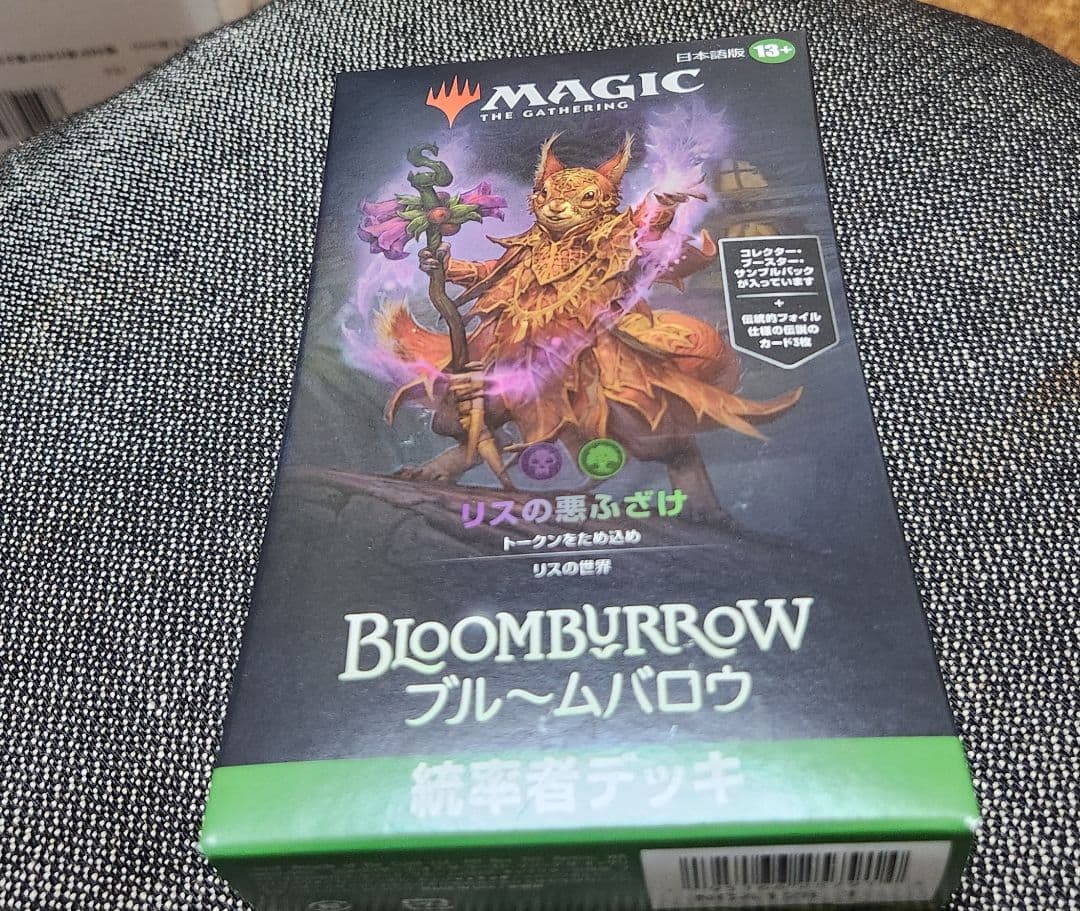 日本語版 13+
MAGIC
THE GATHERING
コレクター・
ブースター・
サンプルパック
が入っています
+
伝統的フォイル
仕様の伝説の
カード3枚
リスの悪ふざけ
トークンをため込め
リスの世界
BLOOMBURROW
ブルームバロウ
統率者デッキ